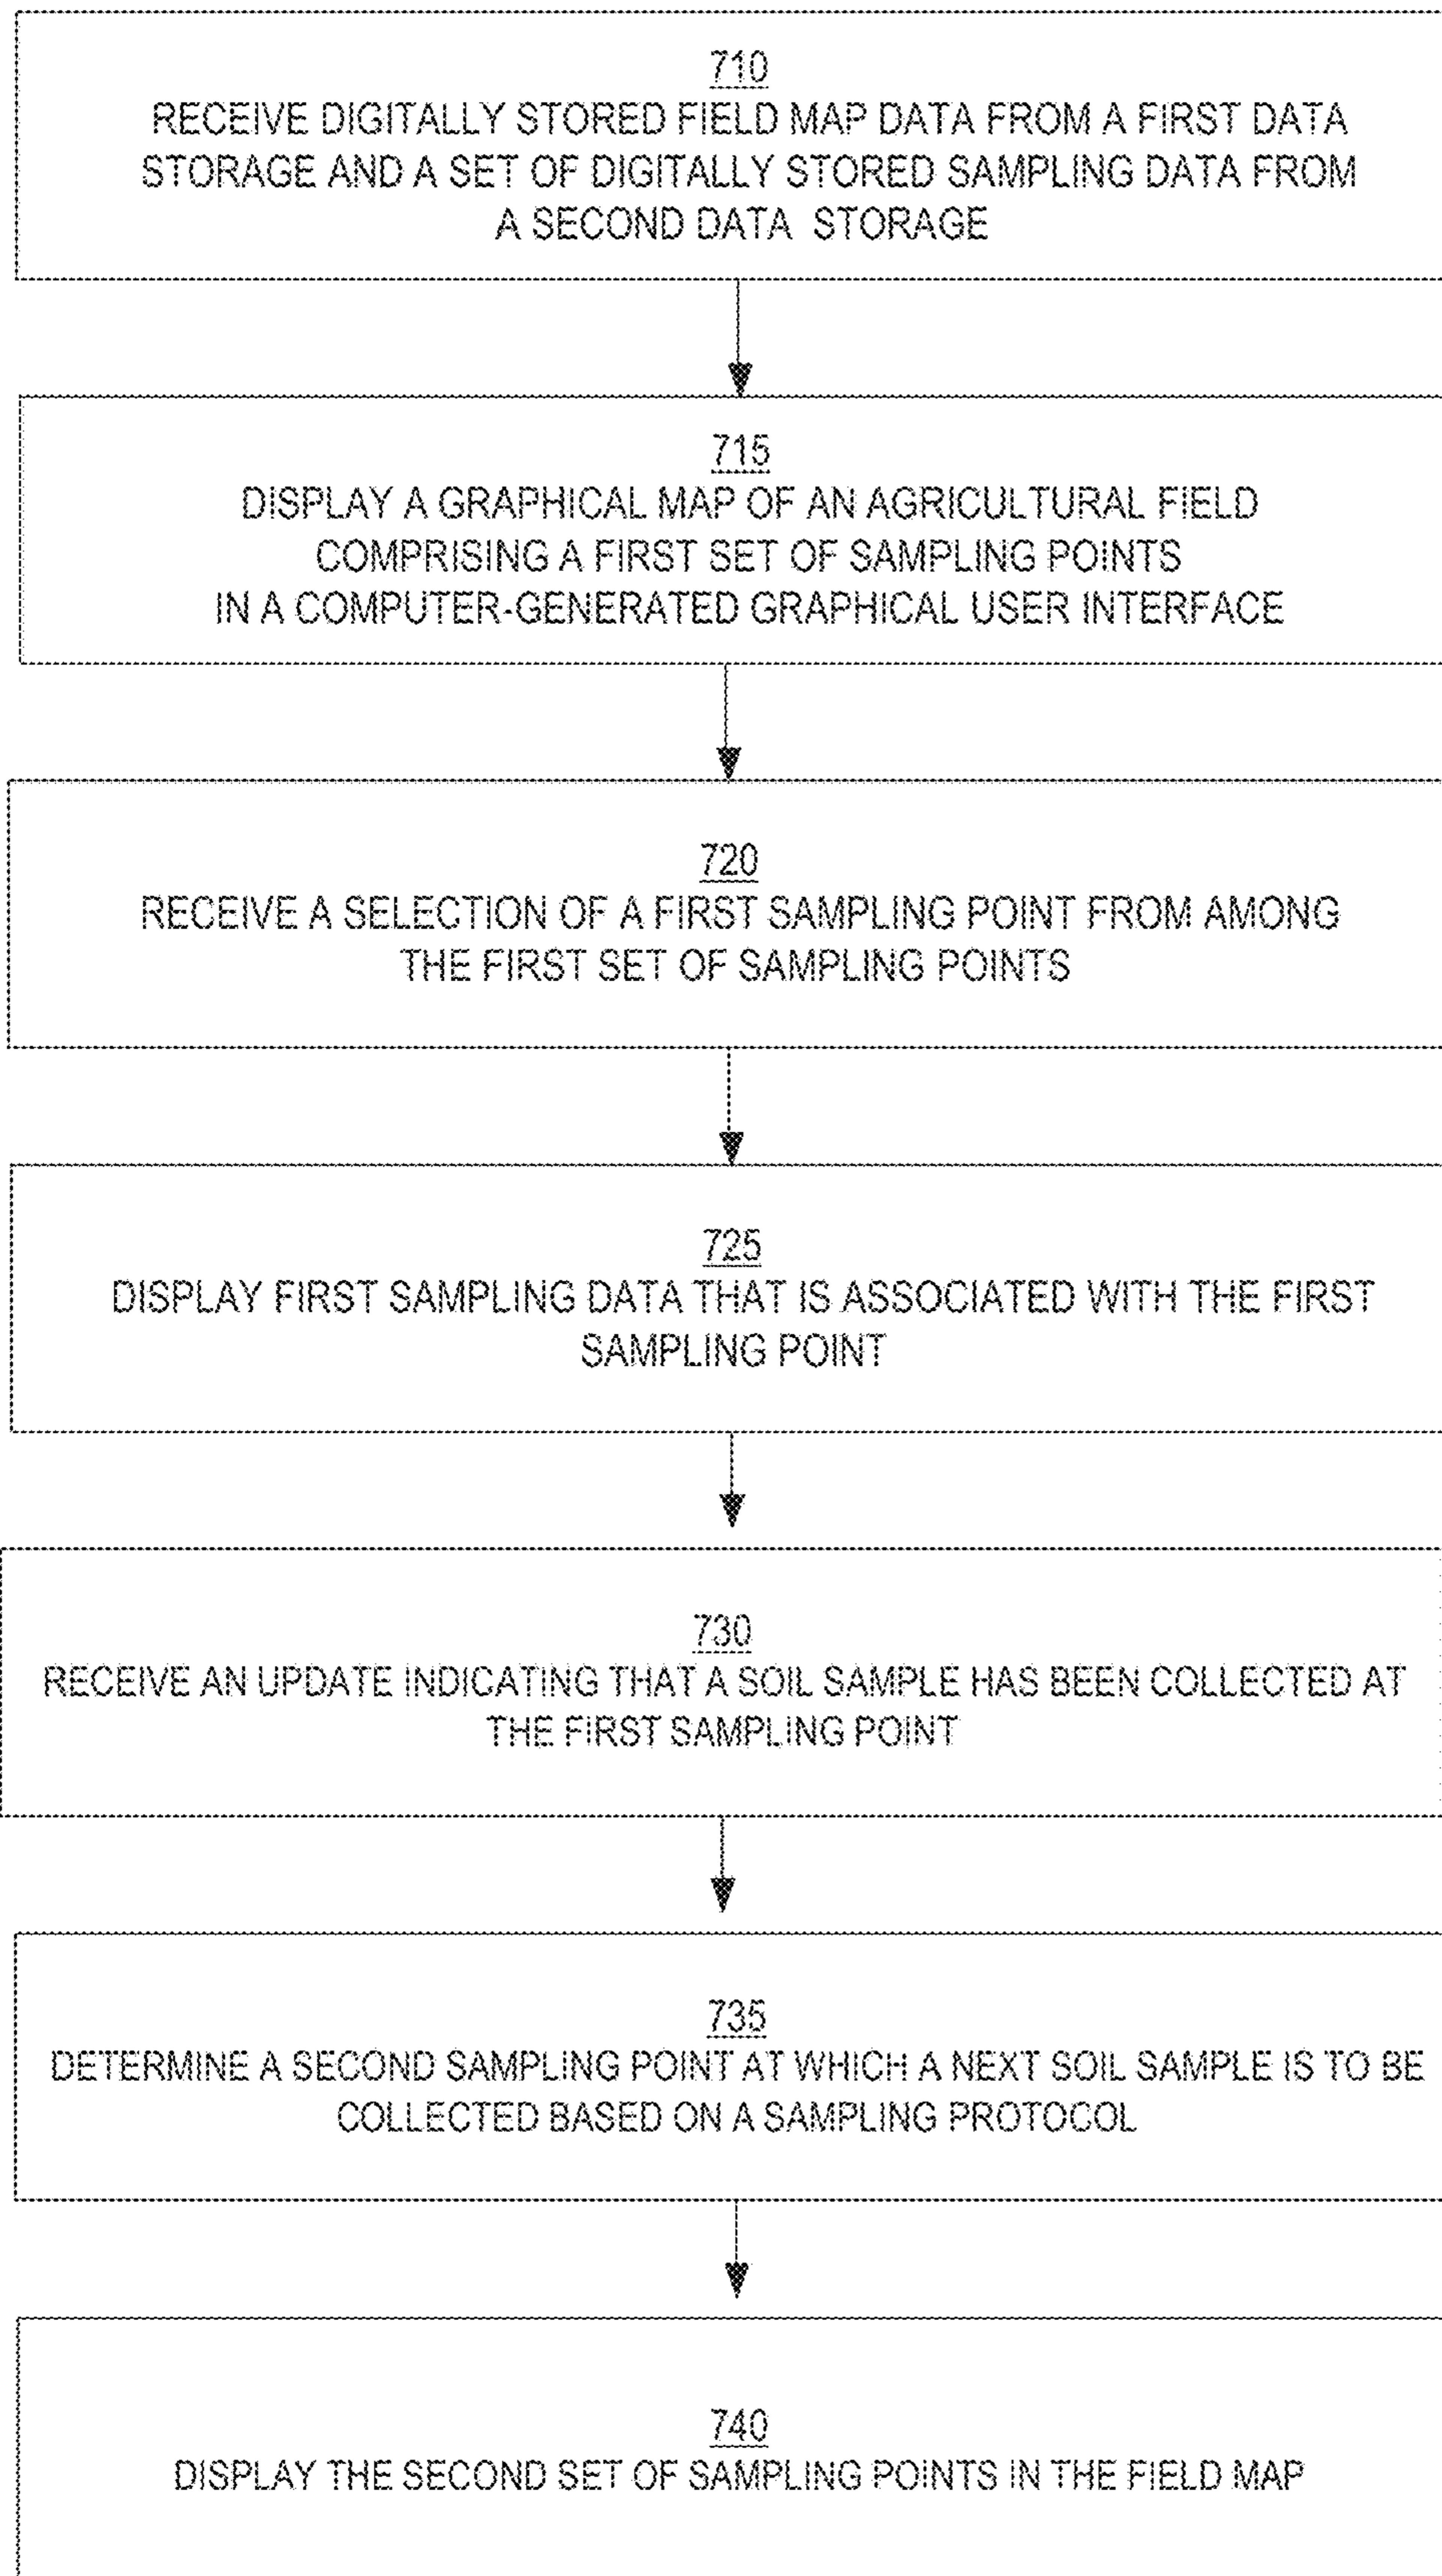 710
RECEIVE DIGITALLY STORED FIELD MAP DATA FROM A FIRST DATA
STORAGE AND A SET OF DIGITALLY STORED SAMPLING DATA FROM
A SECOND DATA STORAGE
715
DISPLAY A GRAPHICAL MAP OF AN AGRICULTURAL FIELD
COMPRISING A FIRST SET OF SAMPLING POINTS
IN A COMPUTER-GENERATED GRAPHICAL USER INTERFACE
720
RECEIVE A SELECTION OF A FIRST SAMPLING POINT FROM AMONG
THE FIRST SET OF SAMPLING POINTS
725
DISPLAY FIRST SAMPLING DATA THAT IS ASSOCIATED WITH THE FIRST
SAMPLING POINT
730
RECEIVE AN UPDATE INDICATING THAT A SOIL SAMPLE HAS BEEN COLLECTED AT
THE FIRST SAMPLING POINT
735
DETERMINE A SECOND SAMPLING POINT AT WHICH A NEXT SOIL SAMPLE IS TO BE
COLLECTED BASED ON A SAMPLING PROTOCOL
740
DISPLAY THE SECOND SET OF SAMPLING POINTS IN THE FIELD MAP